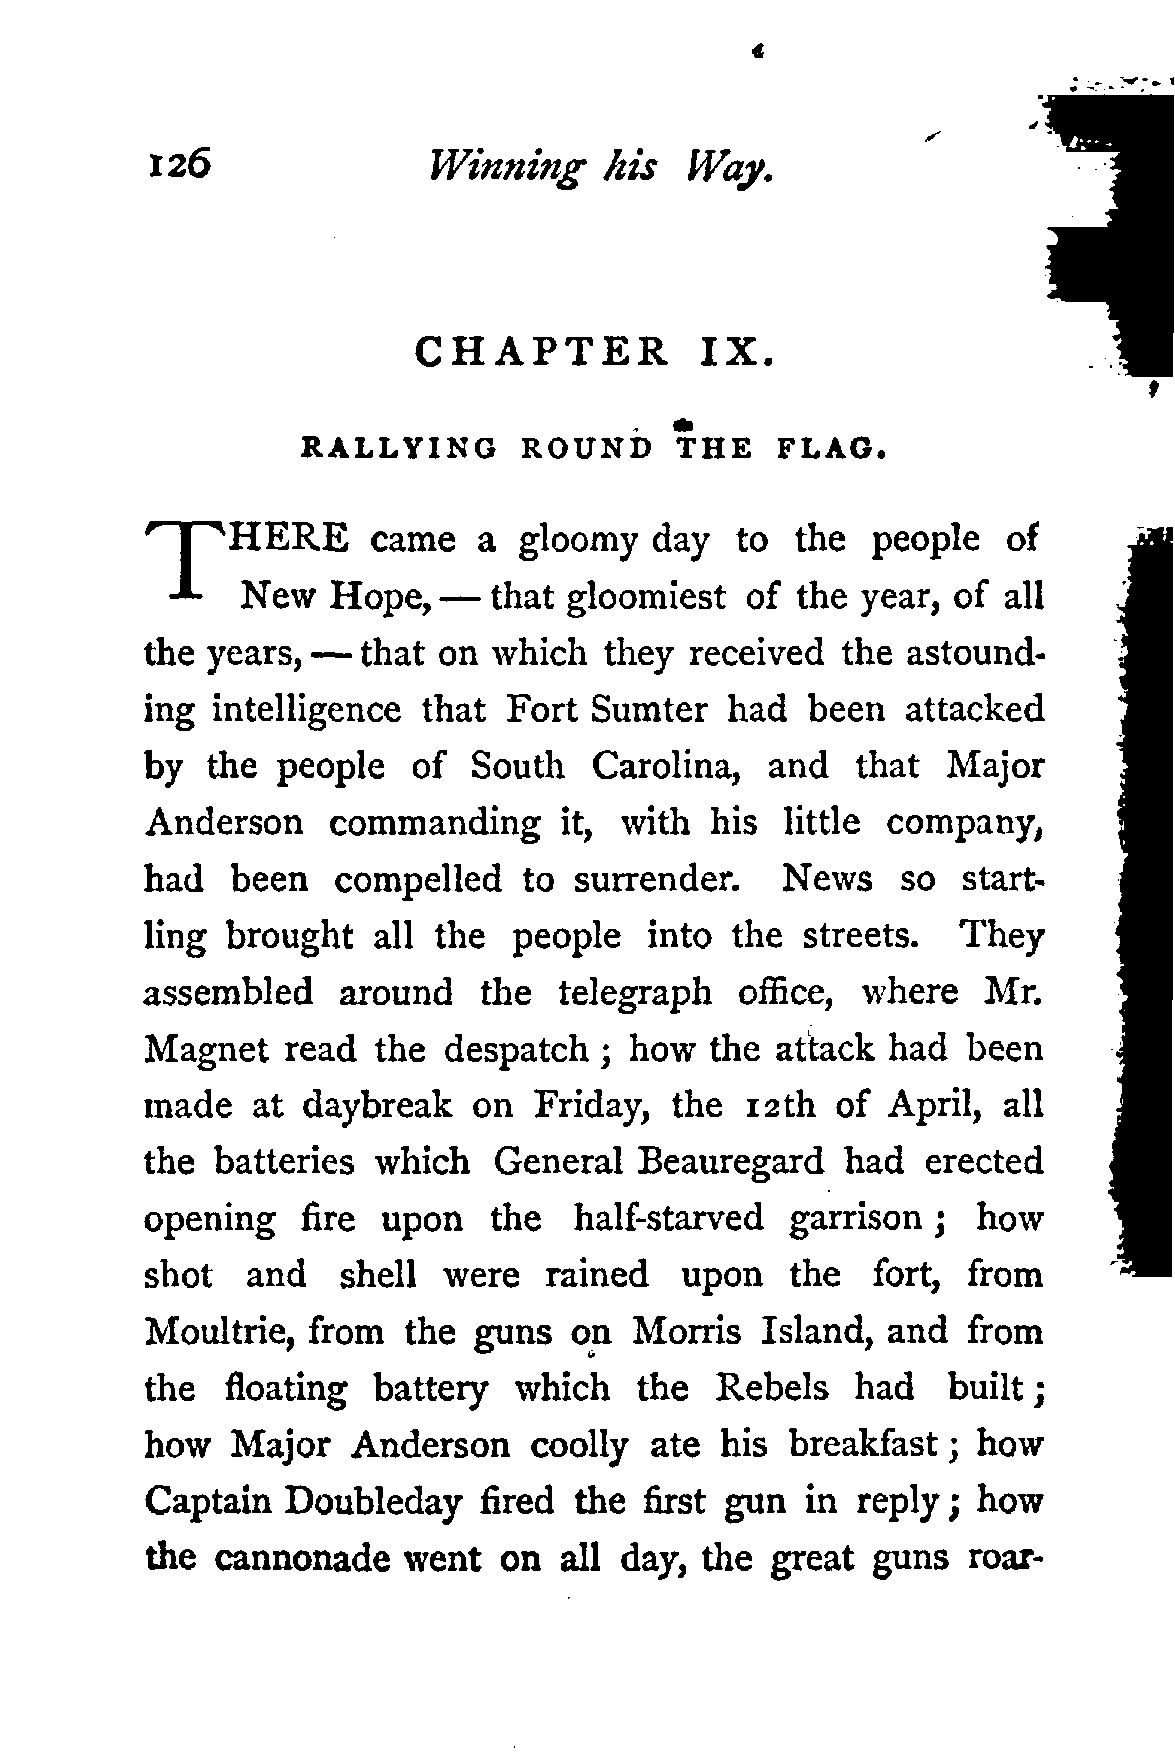 126 Winning his Way.
CHAPTER IX.
RALLYING ROUND THE FLAG.
THERE came a gloomy day to the people of
New Hope, — that gloomiest of the year, of all
the years, — that on which they received the astound-
ing intelligence that Fort Sumter had been attacked
by the people of South Carolina, and that Major
Anderson commanding it, with his little company,
had been compelled to surrender. News so start-
ling brought all the people into the streets. They
assembled around the telegraph office, where Mr.
Magnet read the despatch ; how the attack had been
made at daybreak on Friday, the 12th of April, all
the batteries which General Beauregard had erected
opening fire upon the half-starved garrison ; how
shot and shell were rained upon the fort, from
Moultrie, from the guns on Morris Island, and from
the floating battery which the Rebels had built ;
how Major Anderson coolly ate his breakfast ; how
Captain Doubleday fired the first gun in reply ; how
the cannonade went on all day, the great guns roar-